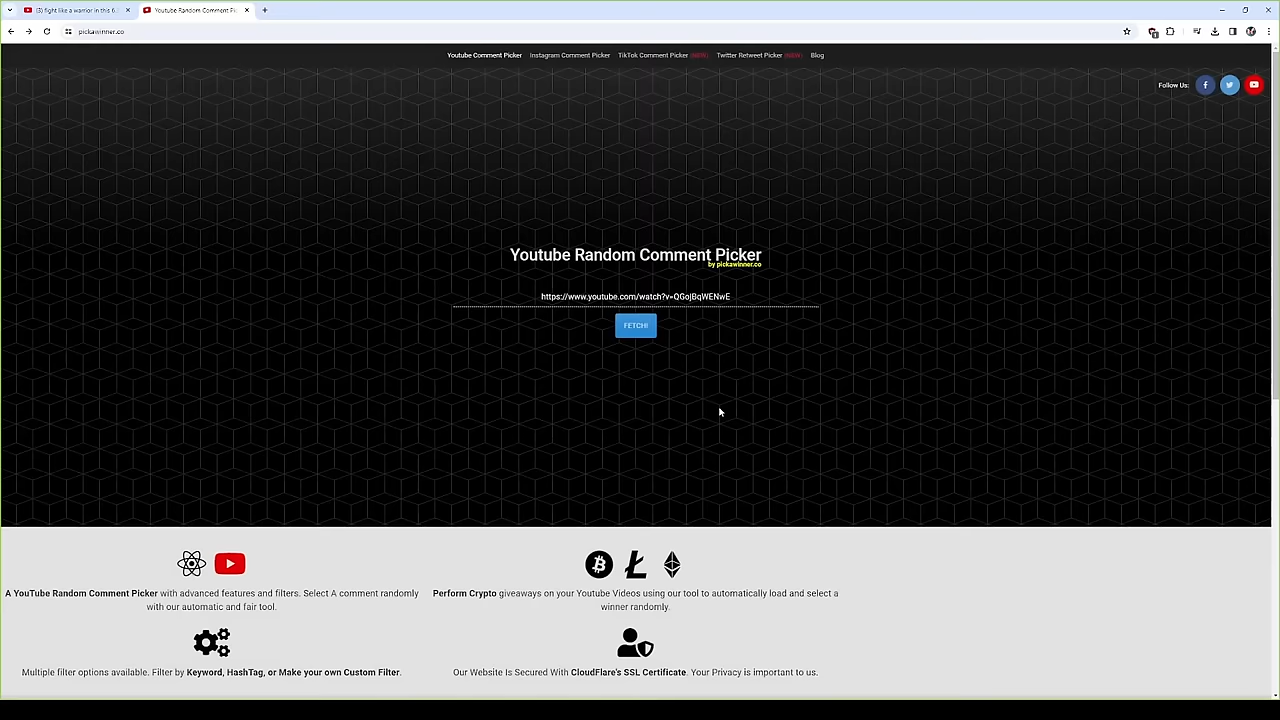 (3) fight like a warrior in this 6.
Youtube Random Comment Pi
pickawinner.co
Youtube Comment Picker Instagram Comment Picker TikTok Comment Picker (NEW) Twitter Retweet Picker (NEW) Blog
Follow Us:
Youtube Random Comment Picker
by pickawinner.co
https://www.youtube.com/watch?v=QGojBqWENwE
FETCH!
A YouTube Random Comment Picker with advanced features and filters. Select A comment randomly
with our automatic and fair tool.
Perform Crypto giveaways on your Youtube Videos using our tool to automatically load and select a
winner randomly.
Multiple filter options available. Filter by Keyword, HashTag, or Make your own Custom Filter.
Our Website Is Secured With CloudFlare's SSL Certificate. Your Privacy is important to us.